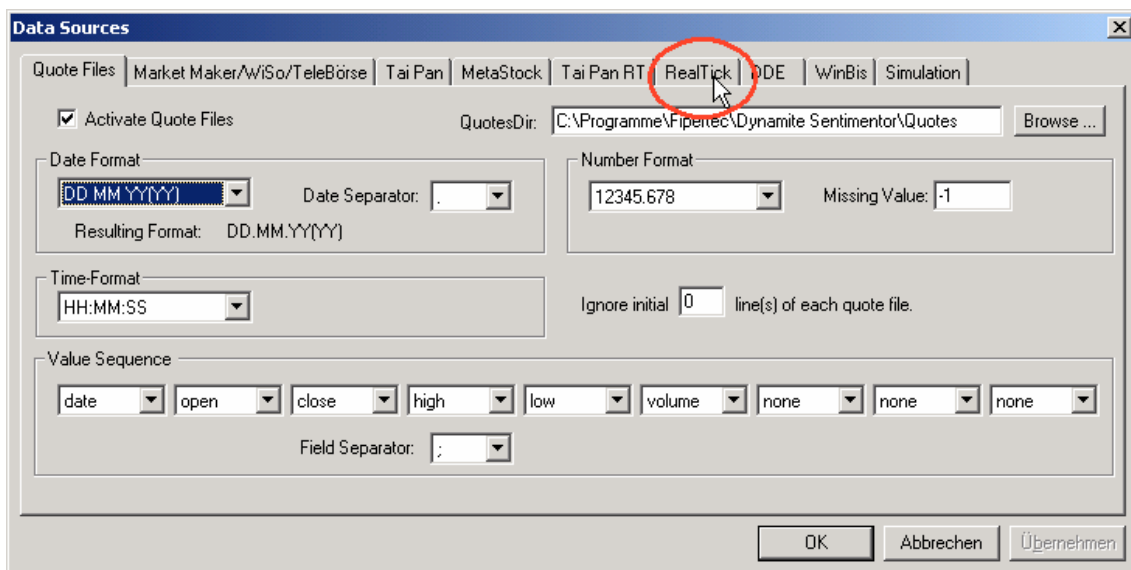 Data Sources
Quote Files Market Maker/WiSo/TeleBörse Tai Pan MetaStock Tai Pan RT RealTick DDE WinBis Simulation
Activate Quote Files QuotesDir: C:\Programme\Fipertec\Dynamite Sentimentor\Quotes Browse ...
Date Format Number Format
DD MM YY(YY) Date Separator: . 12345.678 Missing Value: -1
Resulting Format: DD.MM.YY(YY)
Time-Format
HH:MM:SS Ignore initial 0 line(s) of each quote file.
Value Sequence
date open close high low volume none none none
Field Separator: ;
OK Abbrechen Übernehmen